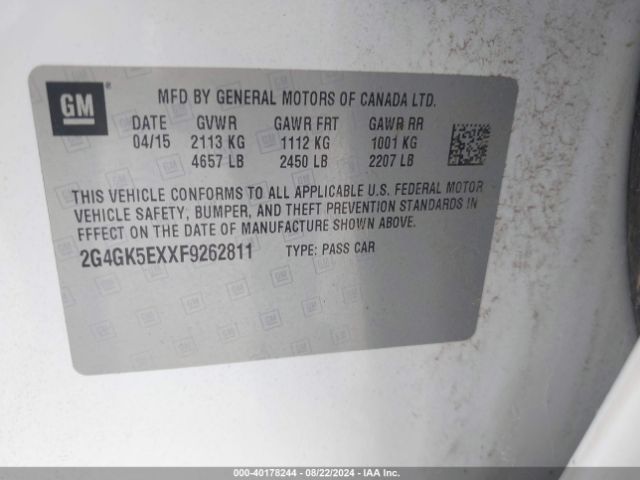 GM
MFD BY GENERAL MOTORS OF CANADA LTD.
DATE GVWR GAWR FRT GAWR RR
04/15 2113 KG 1112 KG 1001 KG
4657 LB 2450 LB 2207 LB
THIS VEHICLE CONFORMS TO ALL APPLICABLE U.S. FEDERAL MOTOR
VEHICLE SAFETY, BUMPER, AND THEFT PREVENTION STANDARDS IN
EFFECT ON THE DATE OF MANUFACTURE SHOWN ABOVE.
2G4GK5EXXF9262811 TYPE: PASS CAR
000-40178244 - 08/22/2024 - IAA Inc.